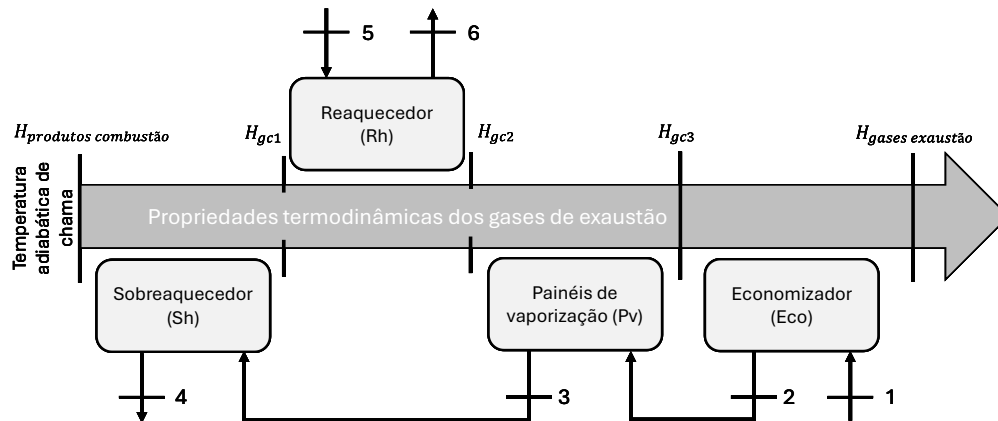 5
6
Reaquecedor
(Rh)
H_produtos combustão
H_gc1
H_gc2
H_gc3
H_gases exaustão
Temperatura
adiabática de
chama
Propriedades termodinâmicas dos gases de exaustão
Sobreaquecedor
(Sh)
Painéis de
vaporização (Pv)
Economizador
(Eco)
4
3
2
1